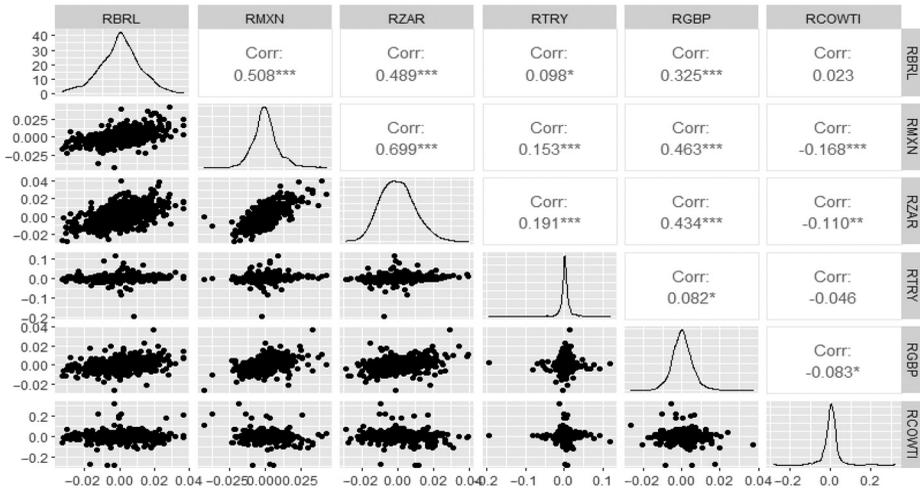 RBRL RMXN RZAR RTRY RGBP RCOWTI
40
30
20
10
0
Corr:
0.508***
Corr:
0.489***
Corr:
0.098*
Corr:
0.325***
Corr:
0.023
RBRL
0.025
0.000
−0.025
Corr:
0.699***
Corr:
0.153***
Corr:
0.463***
Corr:
-0.168***
RMXN
0.04
0.02
0.00
−0.02
Corr:
0.191***
Corr:
0.434***
Corr:
-0.110**
RZAR
0.1
0.0
−0.1
−0.2
Corr:
0.082*
Corr:
-0.046
RTRY
0.04
0.02
0.00
−0.02
Corr:
-0.083*
RGBP
0.2
0.0
−0.2
RCOWTI
−0.02 0.00 0.02 −0.025 0.000 0.025 −0.02 0.00 0.02 0.04 −0.2 −0.1 0.0 0.1 −0.02 0.00 0.02 0.04 −0.2 0.0 0.2